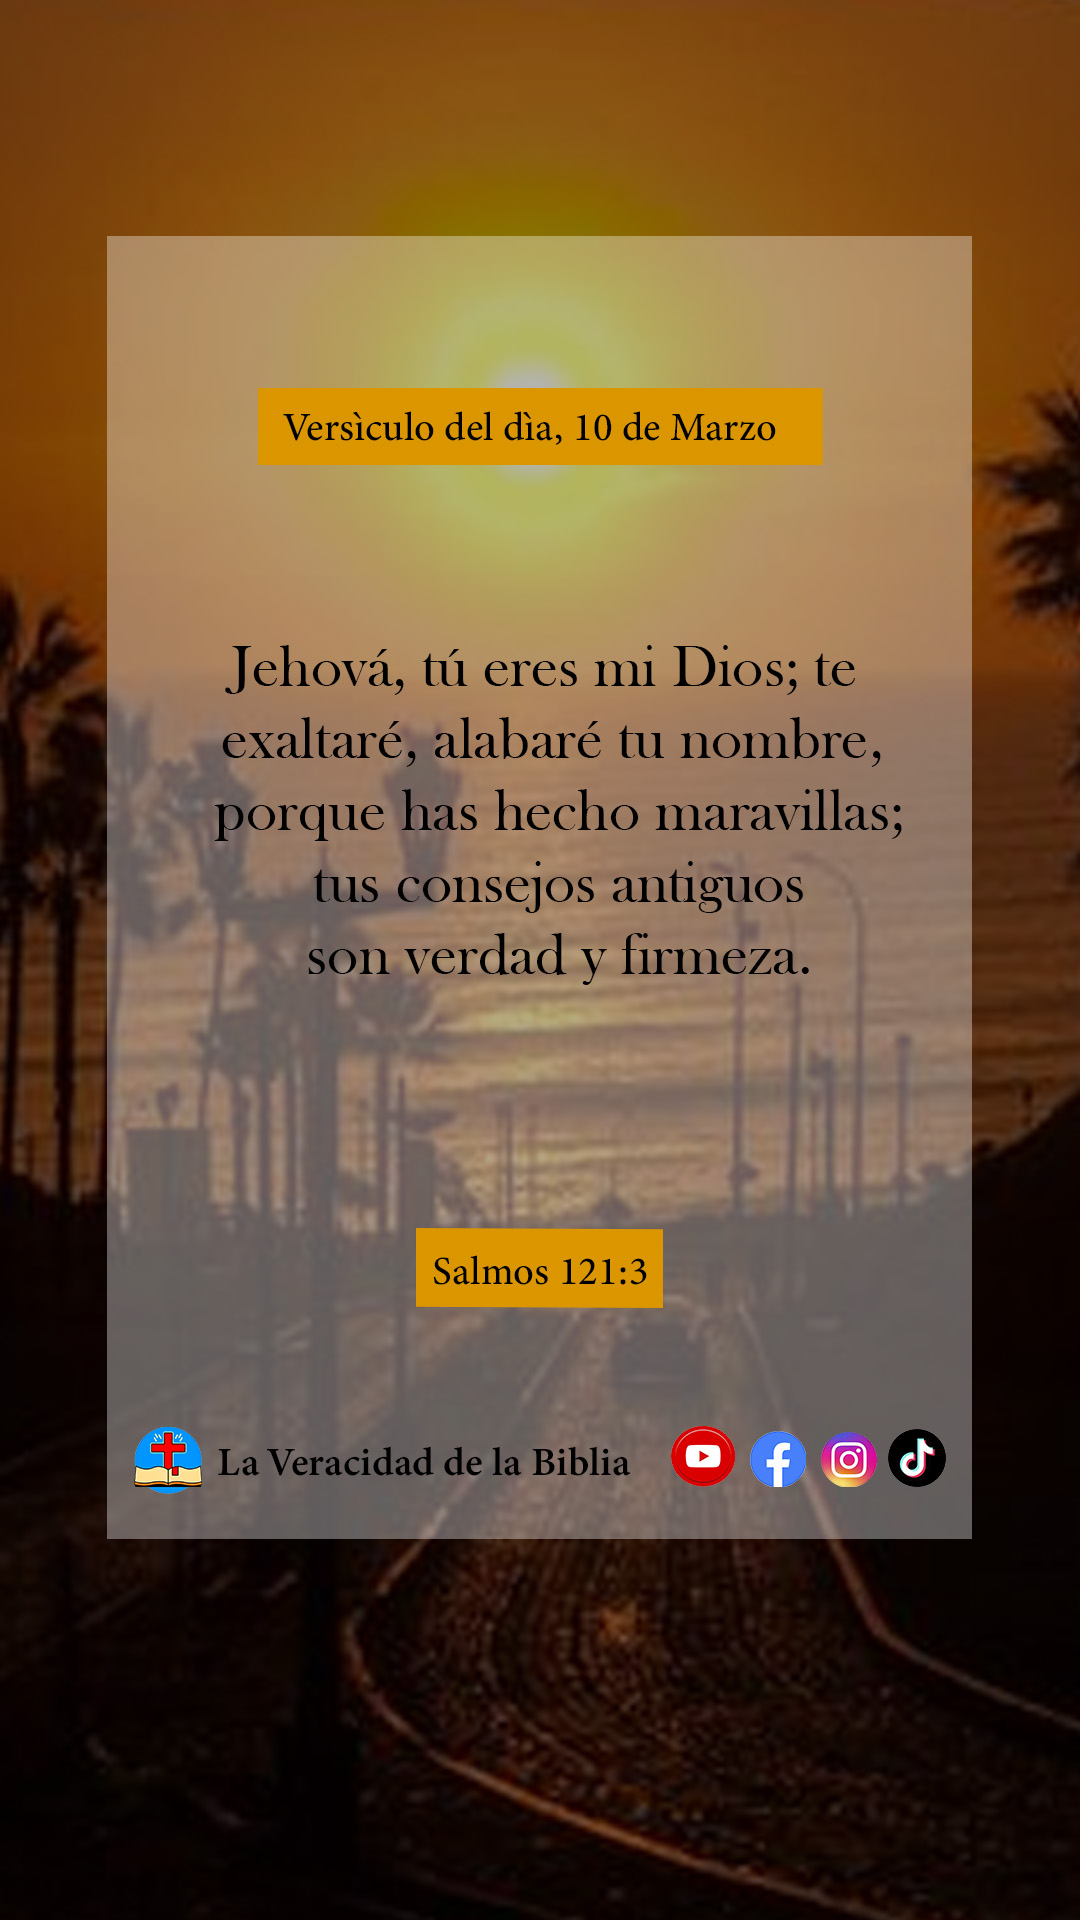 Versìculo del dìa, 10 de Marzo
Jehová, tú eres mi Dios; te
exaltaré, alabaré tu nombre,
porque has hecho maravillas;
tus consejos antiguos
son verdad y firmeza.
Salmos 121:3
La Veracidad de la Biblia